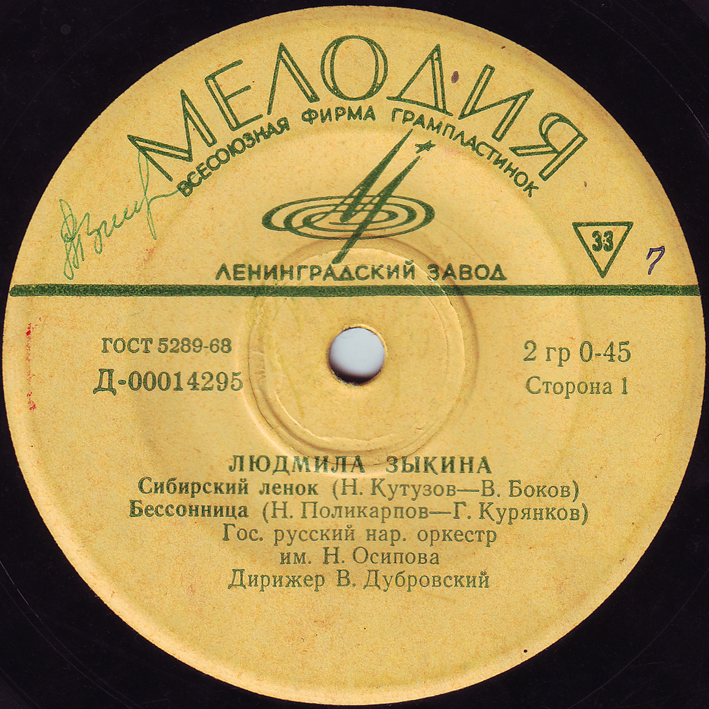 МЕЛОДИЯ
ВСЕСОЮЗНАЯ ФИРМА ГРАМПЛАСТИНОК
ЛЕНИНГРАДСКИЙ ЗАВОД
33
7
ГОСТ 5289-68
Д-00014295
2 гр 0-45
Сторона 1
ЛЮДМИЛА ЗЫКИНА
Сибирский ленок (Н. Кутузов—В. Боков)
Бессонница (Н. Поликарпов—Г. Курянков)
Гос. русский нар. оркестр
им. Н. Осипова
Дирижер В. Дубровский